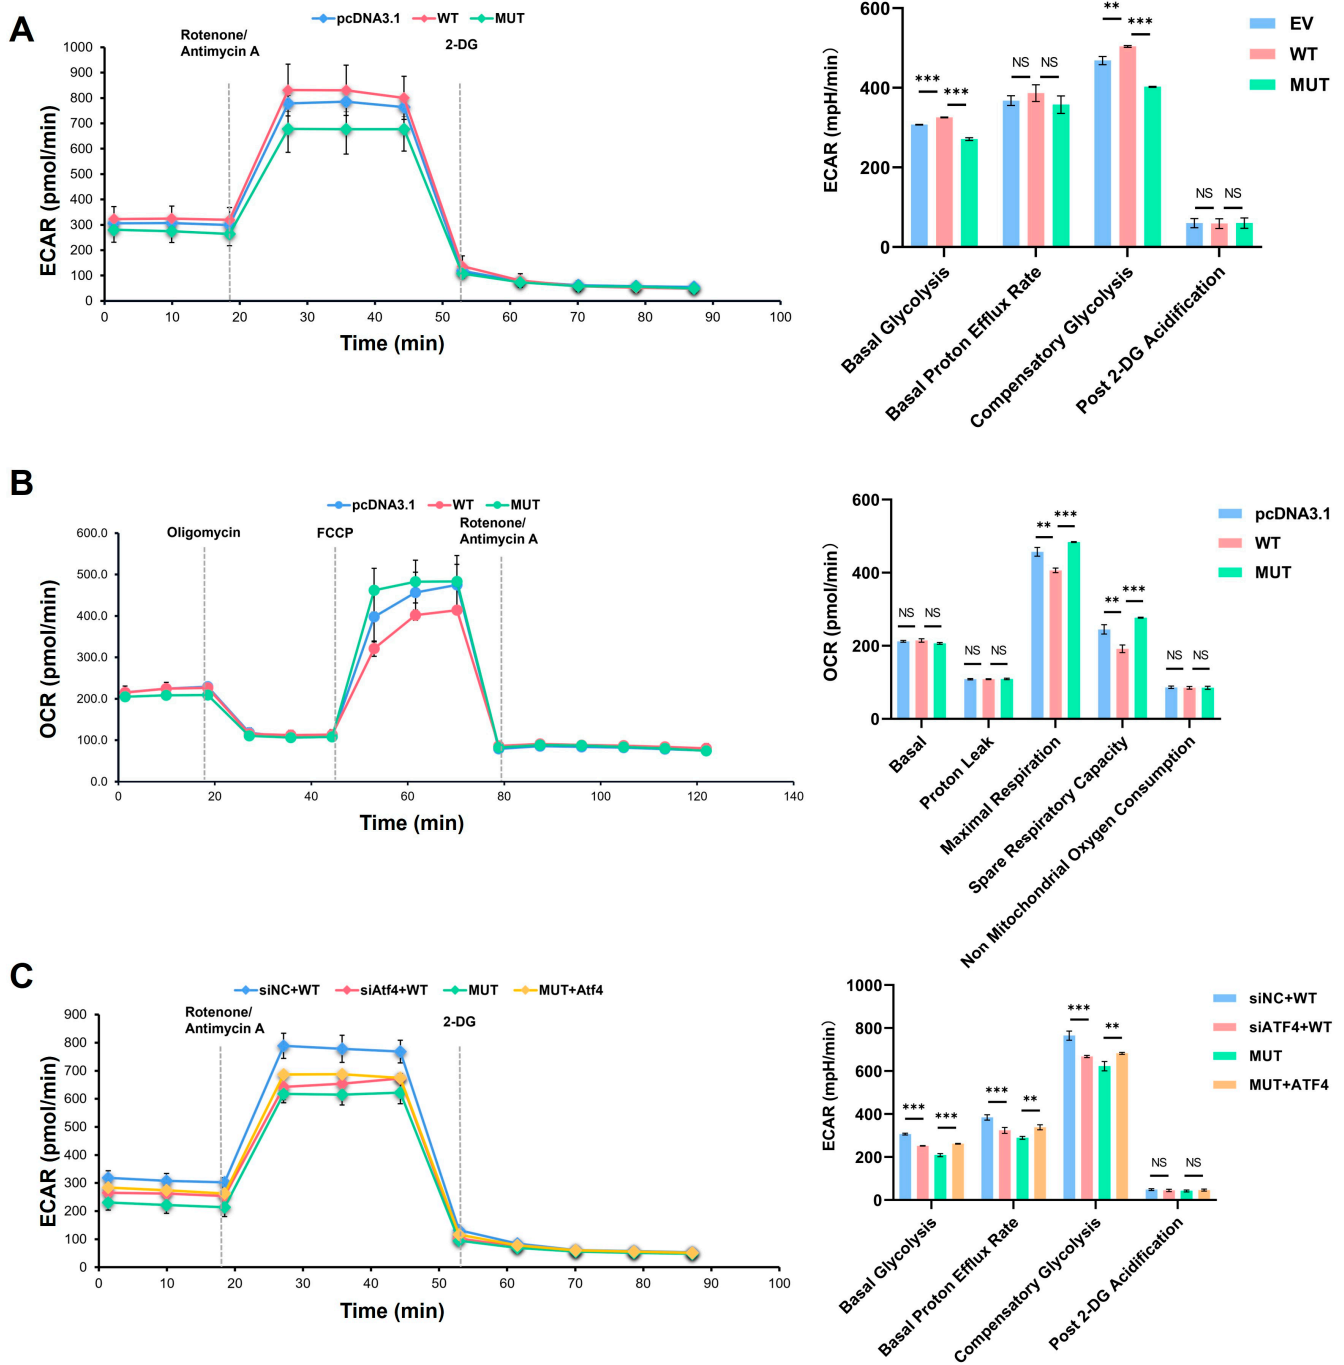 A
pcDNA3.1 WT MUT
Rotenone/
Antimycin A
2-DG
ECAR (pmol/min)
1000
900
800
700
600
500
400
300
200
100
0
0 10 20 30 40 50 60 70 80 90 100
Time (min)
ECAR (mpH/min)
600
400
200
0
*** *** NS NS ** *** NS NS
EV
WT
MUT
Basal Glycolysis
Basal Proton Efflux Rate
Compensatory Glycolysis
Post 2-DG Acidification
B
pcDNA3.1 WT MUT
Oligomycin
FCCP
Rotenone/
Antimycin A
OCR (pmol/min)
600.0
500.0
400.0
300.0
200.0
100.0
0.0
0 20 40 60 80 100 120 140
Time (min)
OCR (pmol/min)
600
400
200
0
NS NS NS NS ** *** ** *** NS NS
pcDNA3.1
WT
MUT
Basal
Proton Leak
Maximal Respiration
Spare Respiratory Capacity
Non Mitochondrial Oxygen Consumption
C
siNC+WT siAtf4+WT MUT MUT+Atf4
Rotenone/
Antimycin A
2-DG
ECAR (pmol/min)
900
800
700
600
500
400
300
200
100
0
0 10 20 30 40 50 60 70 80 90 100
Time (min)
ECAR (mpH/min)
1000
800
600
400
200
0
*** *** *** ** *** ** NS NS
siNC+WT
siATF4+WT
MUT
MUT+ATF4
Basal Glycolysis
Basal Proton Efflux Rate
Compensatory Glycolysis
Post 2-DG Acidification